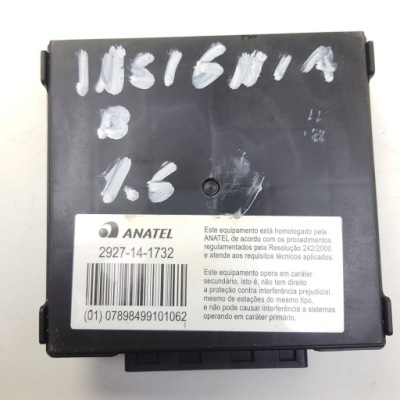 INSIGNIA
B
1.6
ANATEL
2927-14-1732
(01) 07898499101062
Este equipamento está homologado pela
ANATEL de acordo com os procedimentos
regulamentados pela Resolução 242/2000
e atende aos requisitos técnicos aplicados.
Este equipamento opera em caráter
secundário, isto é, não tem direito
a proteção contra interferência prejudicial,
mesmo de estações do mesmo tipo,
e não pode causar interferência a sistemas
operando em caráter primário.